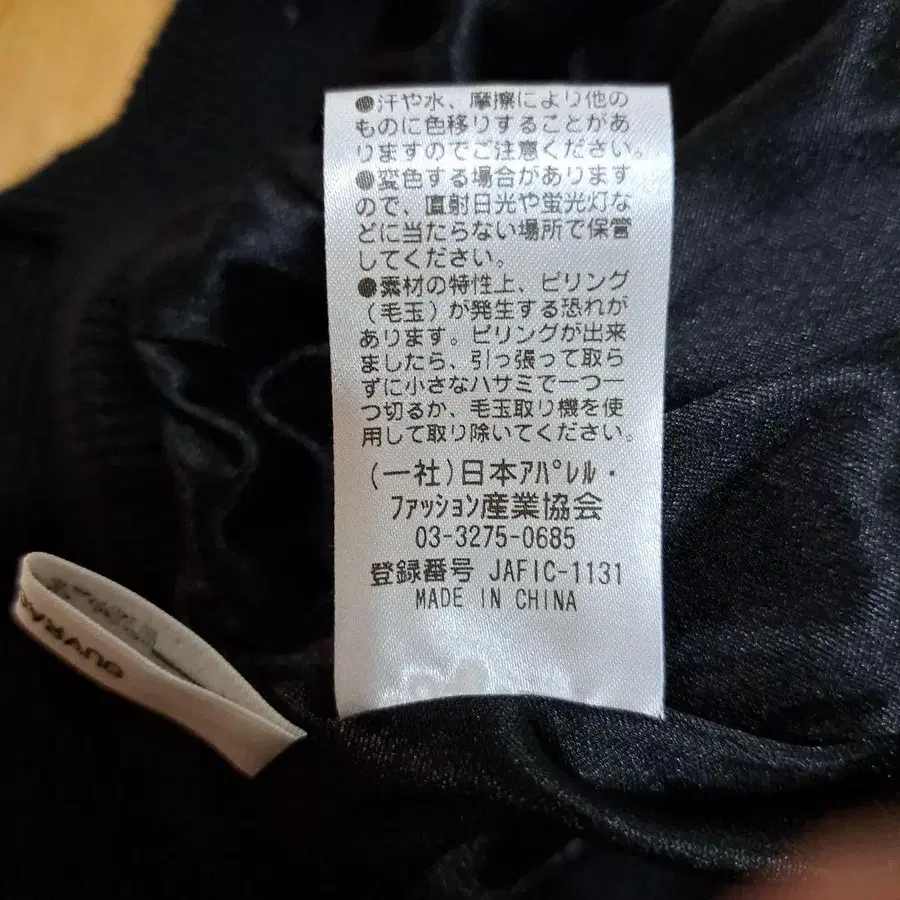 ●汗や水、摩擦により他の
ものに色移りすることがあ
りますのでご注意ください。
●変色する場合があります
ので、直射日光や蛍光灯な
どに当たらない場所で保管
してください。
●素材の特性上、ピリング
(毛玉)が発生する恐れが
あります。ピリングが出来
ましたら、引っ張って取ら
ずに小さなハサミで一つ一
つ切るか、毛玉取り機を使
用して取り除いてください。
(一社)日本アパレル・
ファッション産業協会
03-3275-0685
登録番号 JAFIC-1131
MADE IN CHINA